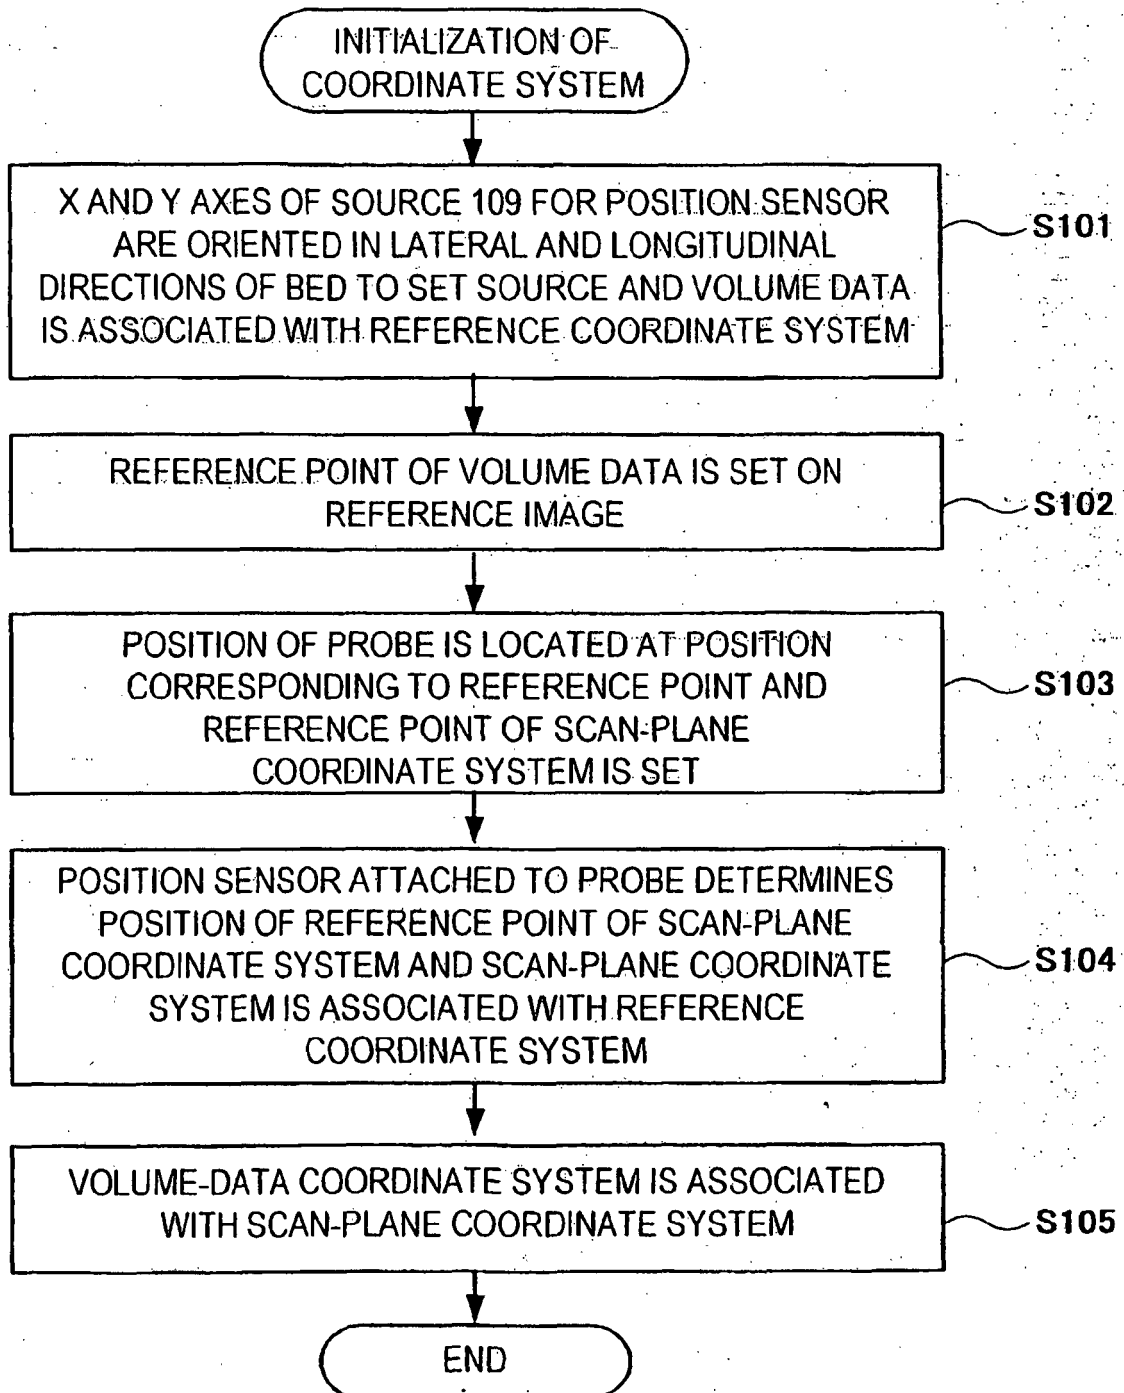 INITIALIZATION OF
COORDINATE SYSTEM
X AND Y AXES OF SOURCE 109 FOR POSITION SENSOR
ARE ORIENTED IN LATERAL AND LONGITUDINAL
DIRECTIONS OF BED TO SET SOURCE AND VOLUME DATA
IS ASSOCIATED WITH REFERENCE COORDINATE SYSTEM
S101
REFERENCE POINT OF VOLUME DATA IS SET ON
REFERENCE IMAGE
S102
POSITION OF PROBE IS LOCATED AT POSITION
CORRESPONDING TO REFERENCE POINT AND
REFERENCE POINT OF SCAN-PLANE
COORDINATE SYSTEM IS SET
S103
POSITION SENSOR ATTACHED TO PROBE DETERMINES
POSITION OF REFERENCE POINT OF SCAN-PLANE
COORDINATE SYSTEM AND SCAN-PLANE COORDINATE
SYSTEM IS ASSOCIATED WITH REFERENCE
COORDINATE SYSTEM
S104
VOLUME-DATA COORDINATE SYSTEM IS ASSOCIATED
WITH SCAN-PLANE COORDINATE SYSTEM
S105
END